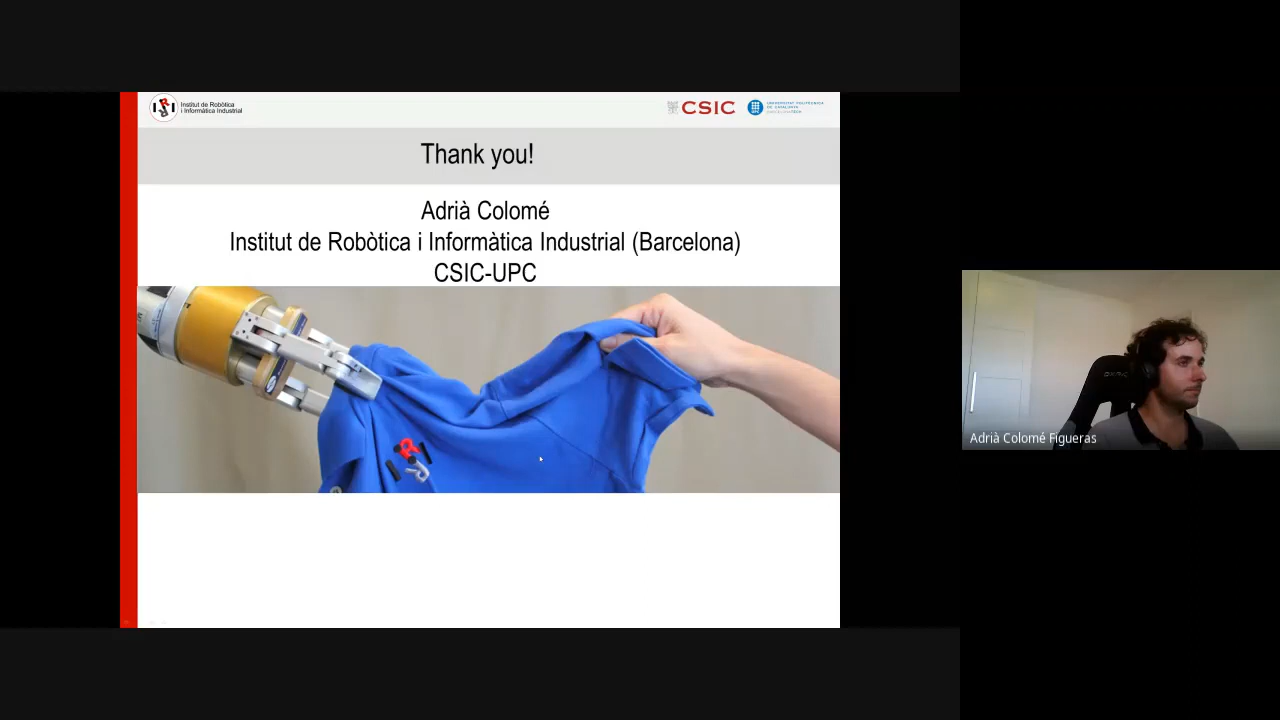 Institut de Robòtica
i Informàtica Industrial
CSIC
UNIVERSITAT POLITÈCNICA
DE CATALUNYA
BARCELONATECH
Thank you!
Adrià Colomé
Institut de Robòtica i Informàtica Industrial (Barcelona)
CSIC-UPC
Adrià Colomé Figueras